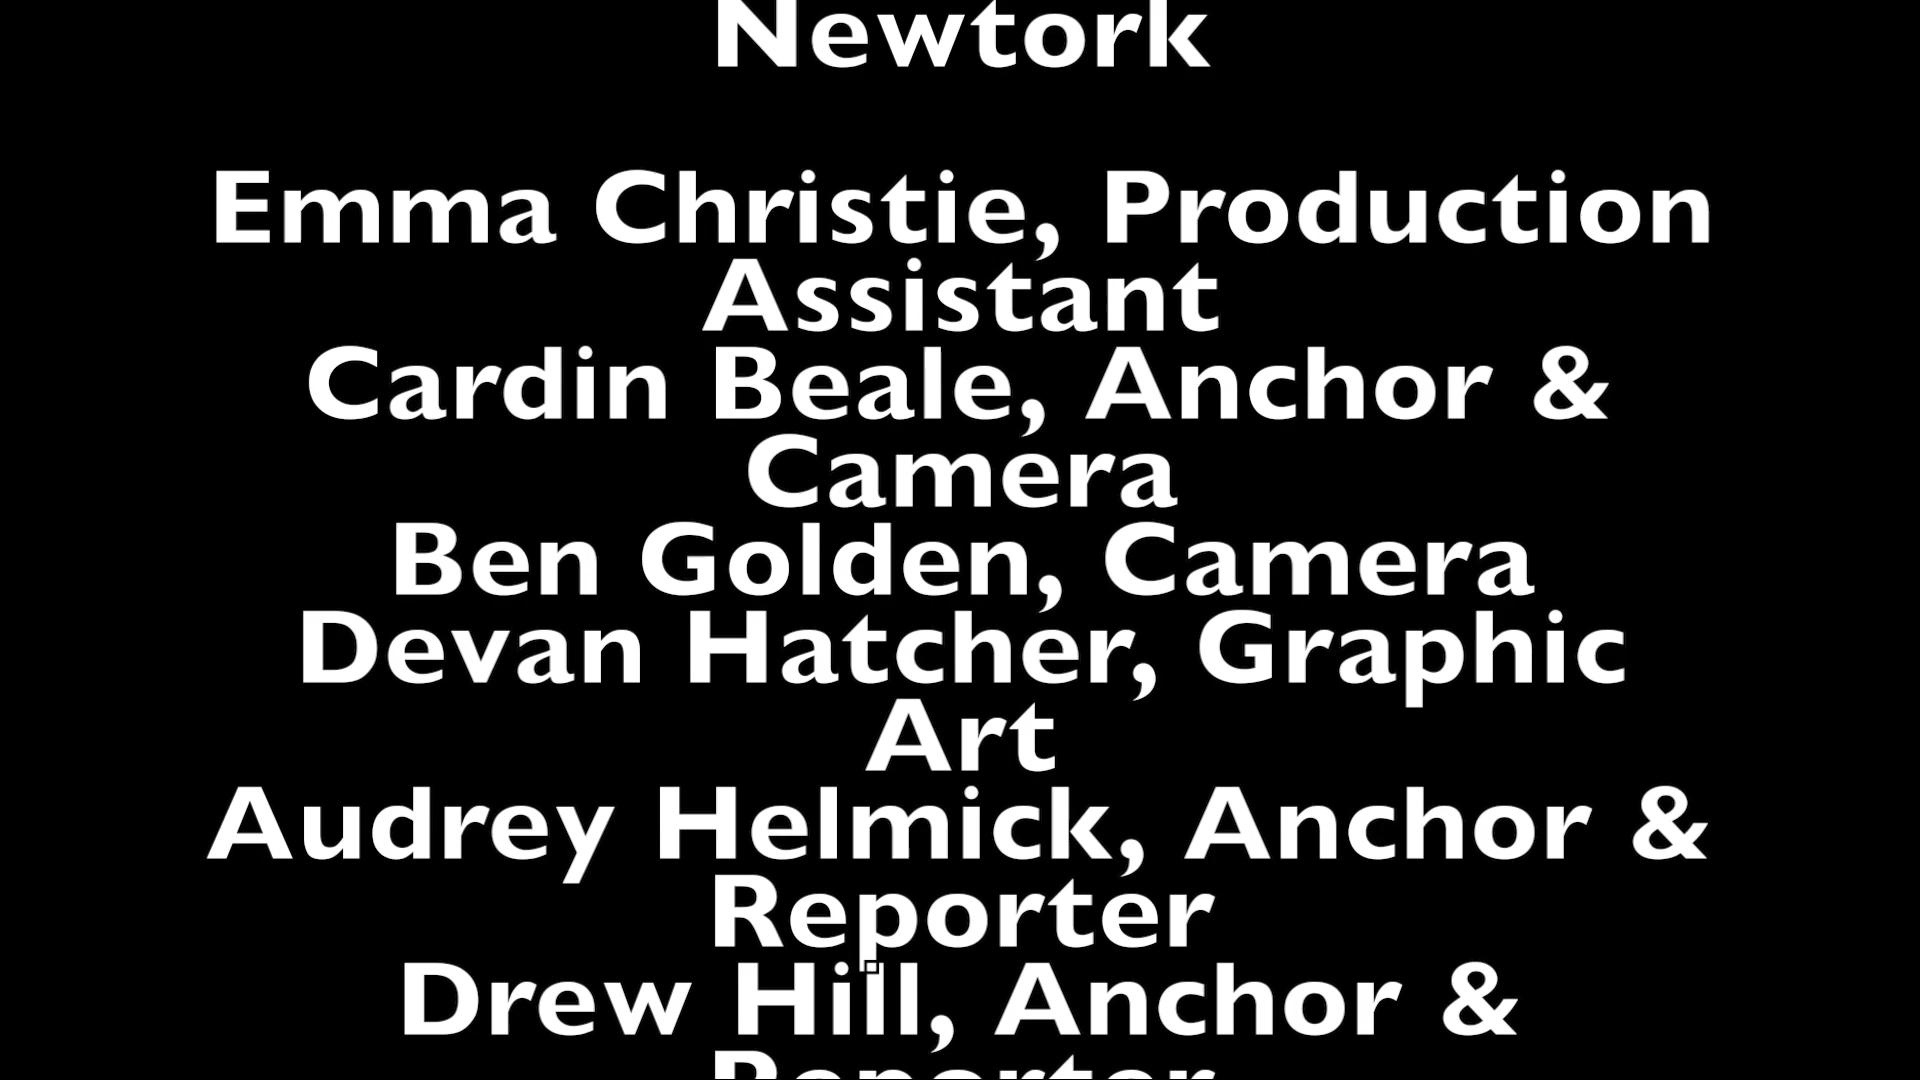 Newtork
Emma Christie, Production
Assistant
Cardin Beale, Anchor &
Camera
Ben Golden, Camera
Devan Hatcher, Graphic
Art
Audrey Helmick, Anchor &
Reporter
Drew Hill, Anchor &
Reporter